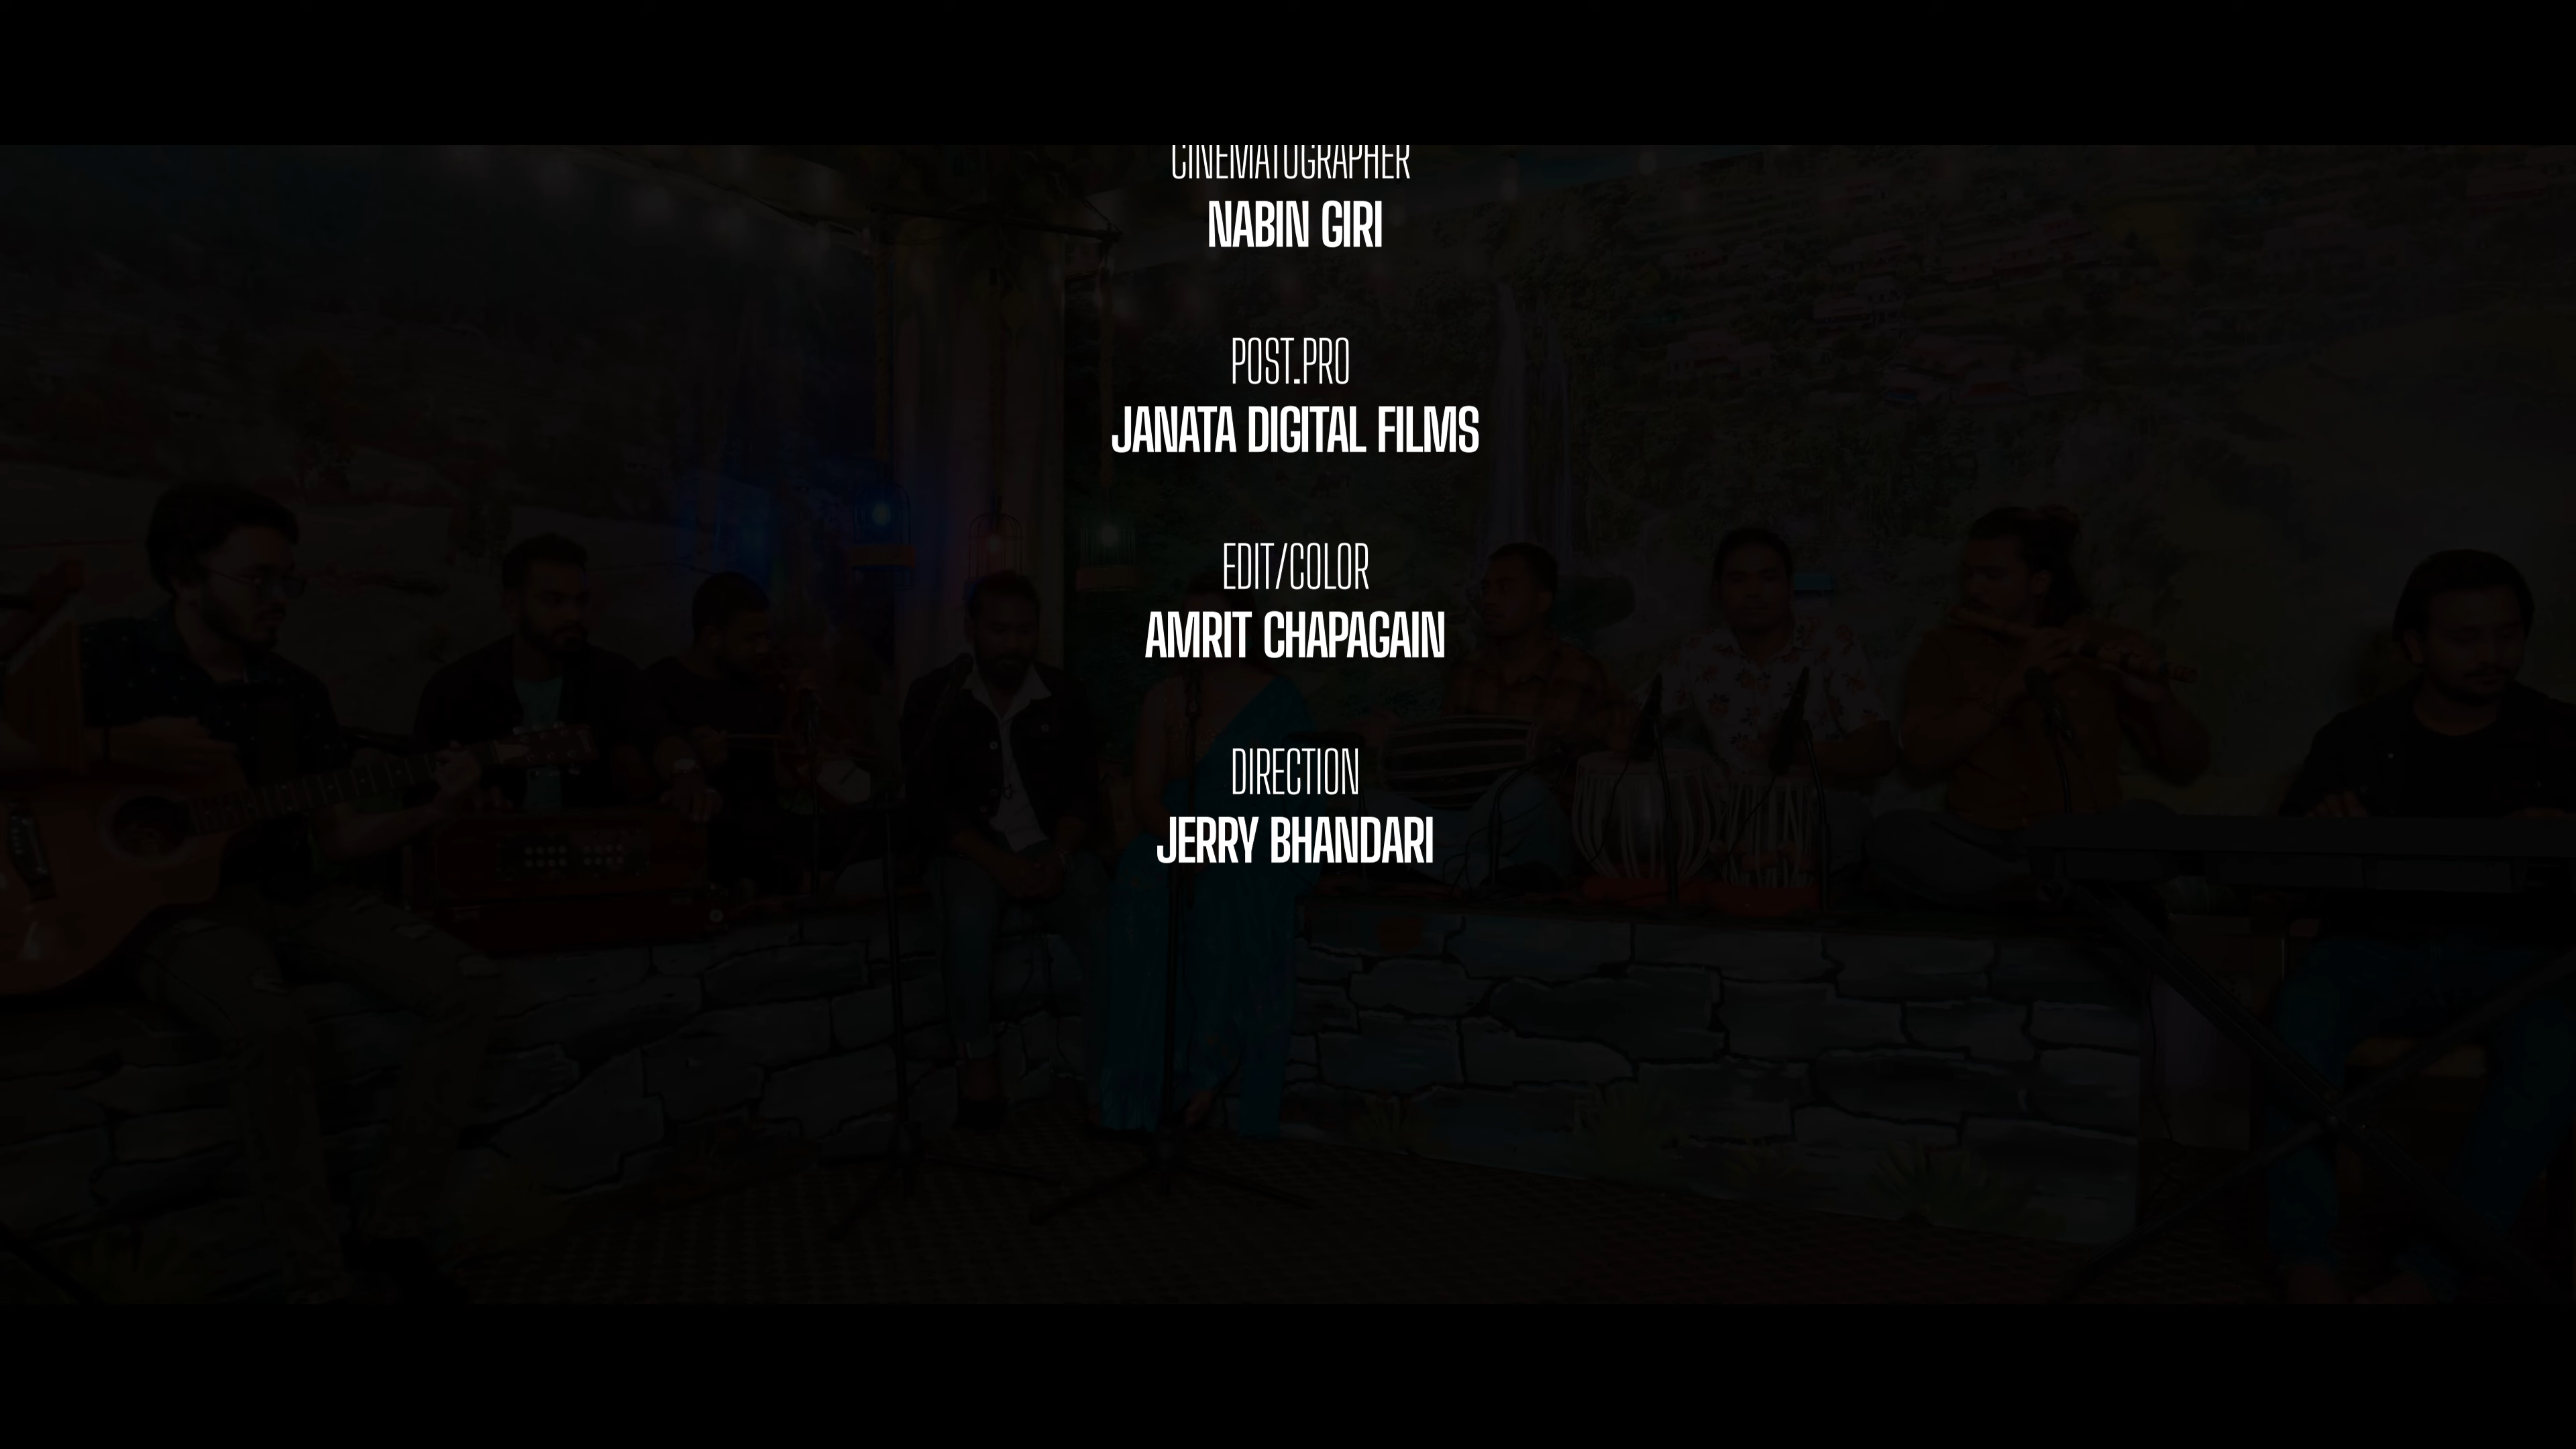 CINEMATOGRAPHER
NABIN GIRI
POST.PRO
JANATA DIGITAL FILMS
EDIT/COLOR
AMRIT CHAPAGAIN
DIRECTION
JERRY BHANDARI